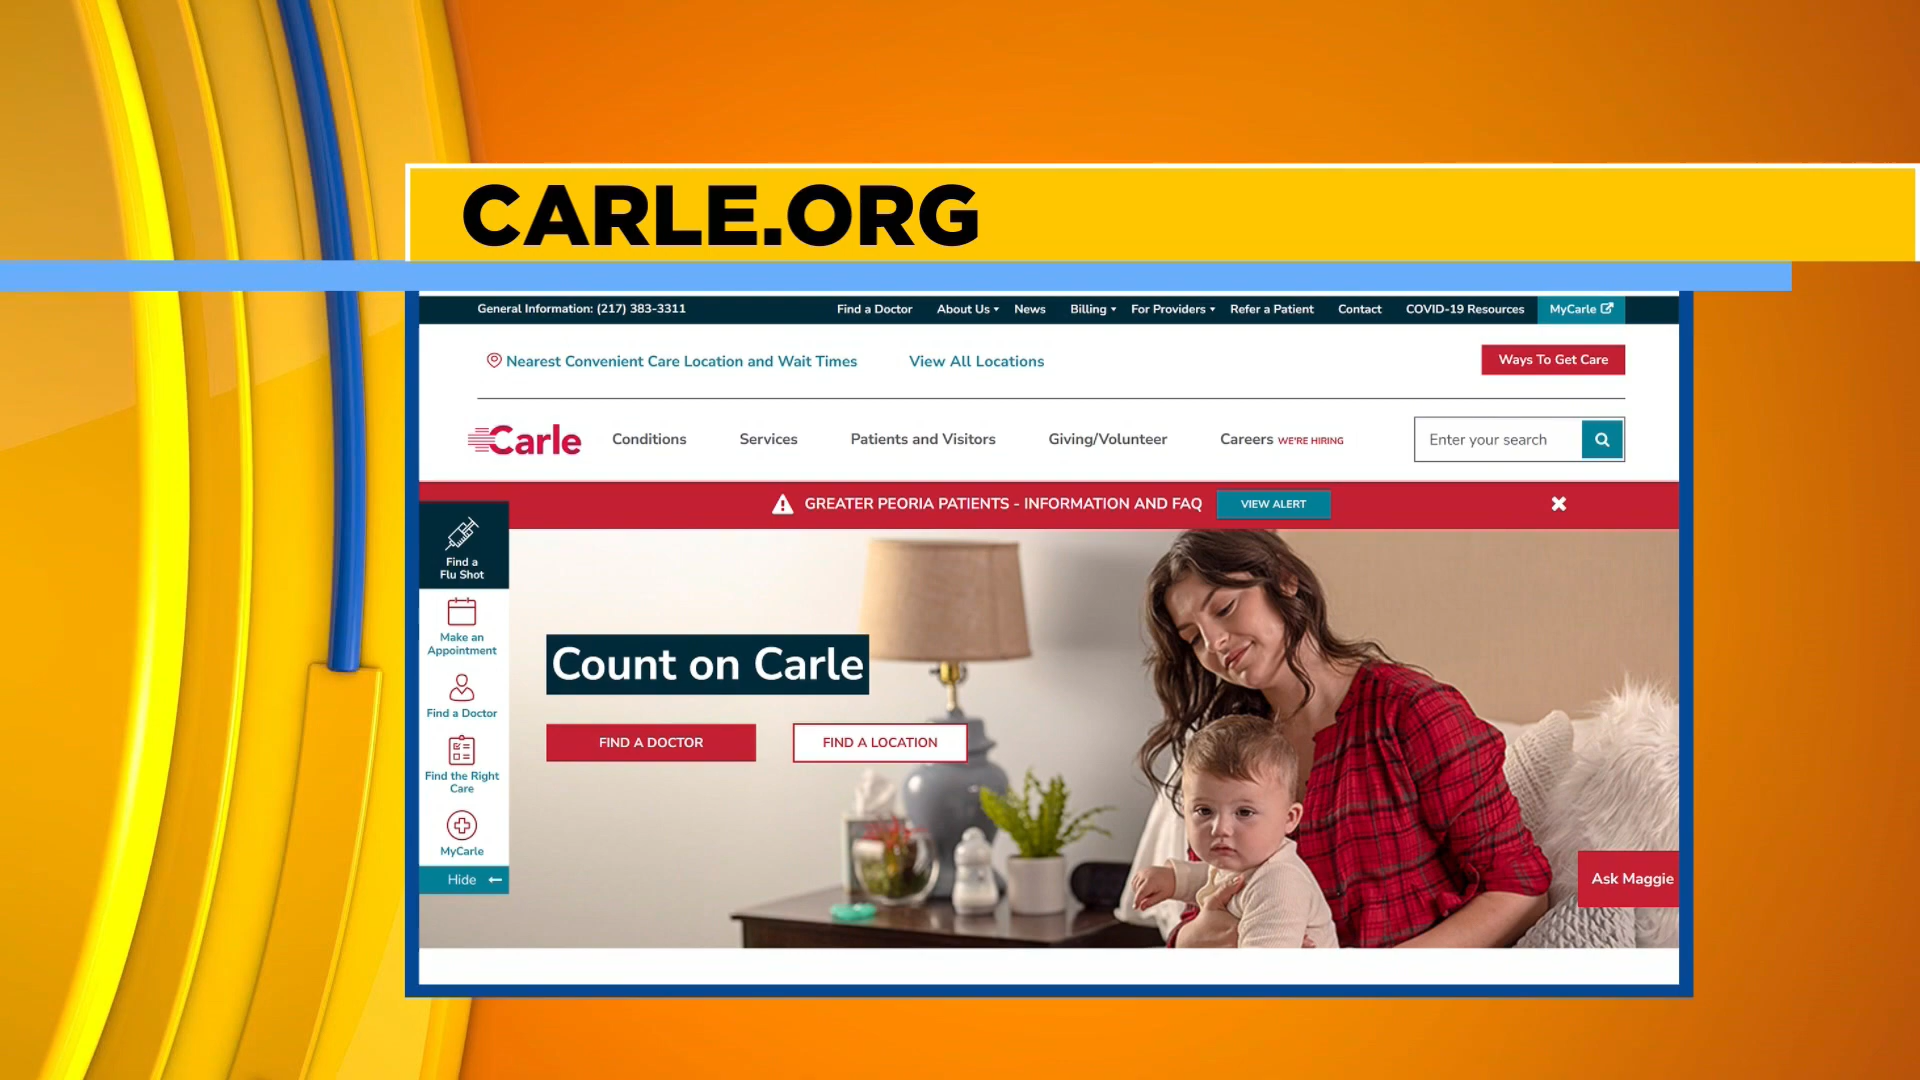 CARLE.ORG
General Information: (217) 383-3311 Find a Doctor About Us News Billing For Providers Refer a Patient Contact COVID-19 Resources MyCarle
Nearest Convenient Care Location and Wait Times View All Locations Ways To Get Care
Carle Conditions Services Patients and Visitors Giving/Volunteer Careers WE'RE HIRING Enter your search
GREATER PEORIA PATIENTS - INFORMATION AND FAQ VIEW ALERT
Find a
Flu Shot
Make an
Appointment
Find a Doctor
Find the Right
Care
MyCarle
Hide
Count on Carle
FIND A DOCTOR FIND A LOCATION
Ask Maggie